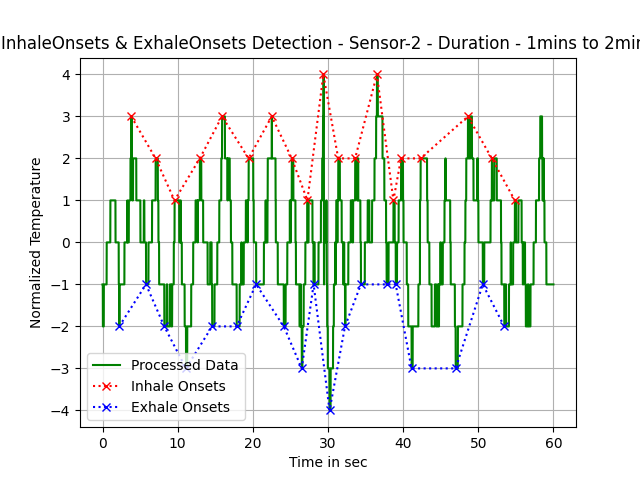 InhaleOnsets & ExhaleOnsets Detection - Sensor-2 - Duration - 1mins to 2min
4
3
2
1
0
−1
−2
−3
−4
Normalized Temperature
Processed Data
Inhale Onsets
Exhale Onsets
0 10 20 30 40 50 60
Time in sec